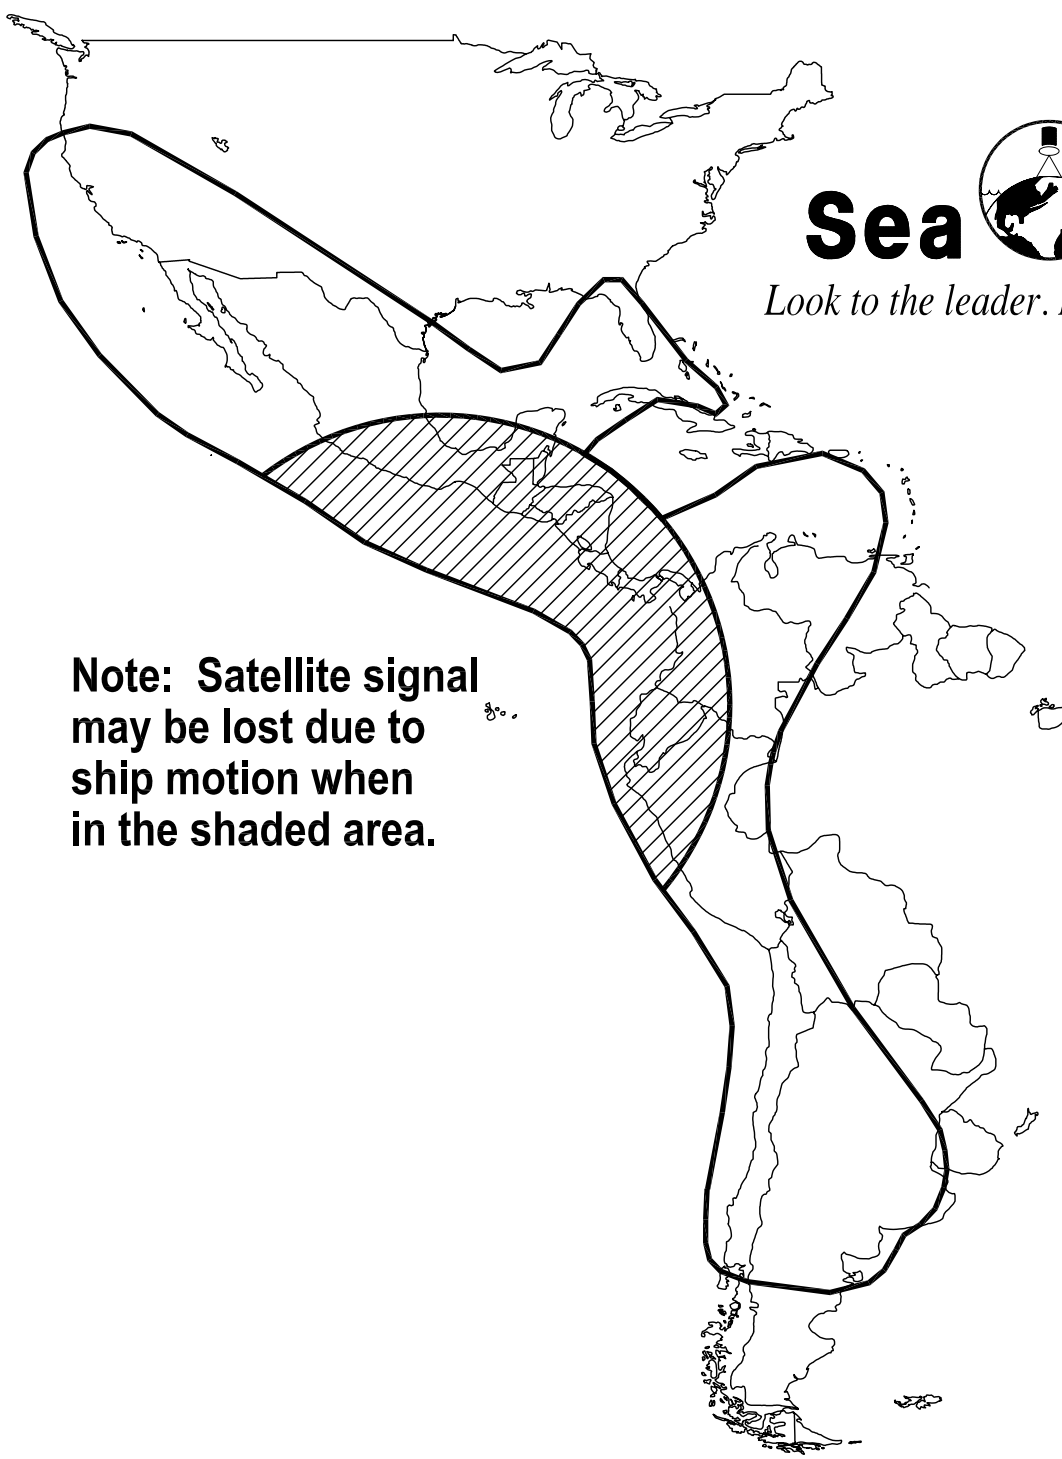 Sea
Look to the leader.
Note: Satellite signal
may be lost due to
ship motion when
in the shaded area.